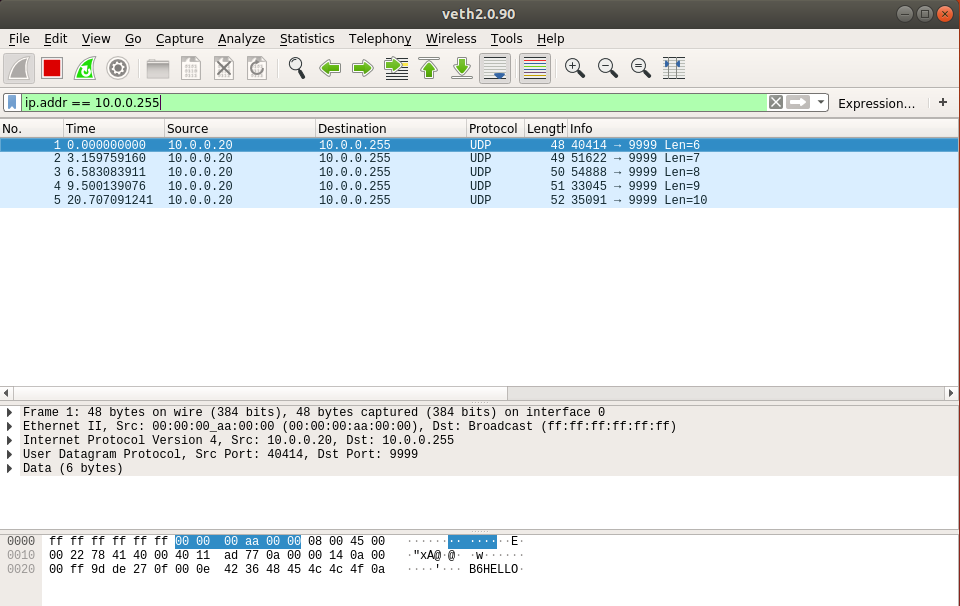 veth2.0.90
File Edit View Go Capture Analyze Statistics Telephony Wireless Tools Help
ip.addr == 10.0.0.255 Expression… +
No. Time Source Destination Protocol Length Info
1 0.000000000 10.0.0.20 10.0.0.255 UDP 48 40414 → 9999 Len=6
2 3.159759160 10.0.0.20 10.0.0.255 UDP 49 51622 → 9999 Len=7
3 6.583083911 10.0.0.20 10.0.0.255 UDP 50 54888 → 9999 Len=8
4 9.500139076 10.0.0.20 10.0.0.255 UDP 51 33045 → 9999 Len=9
5 20.707091241 10.0.0.20 10.0.0.255 UDP 52 35091 → 9999 Len=10
Frame 1: 48 bytes on wire (384 bits), 48 bytes captured (384 bits) on interface 0
Ethernet II, Src: 00:00:00_aa:00:00 (00:00:00:aa:00:00), Dst: Broadcast (ff:ff:ff:ff:ff:ff)
Internet Protocol Version 4, Src: 10.0.0.20, Dst: 10.0.0.255
User Datagram Protocol, Src Port: 40414, Dst Port: 9999
Data (6 bytes)
0000 ff ff ff ff ff ff 00 00 00 aa 00 00 08 00 45 00 ········ ······E·
0010 00 22 78 41 40 00 40 11 ad 77 0a 00 00 14 0a 00 ·"xA@·@· ·w······
0020 00 ff 9d de 27 0f 00 0e 42 36 48 45 4c 4c 4f 0a ····'··· B6HELLO·